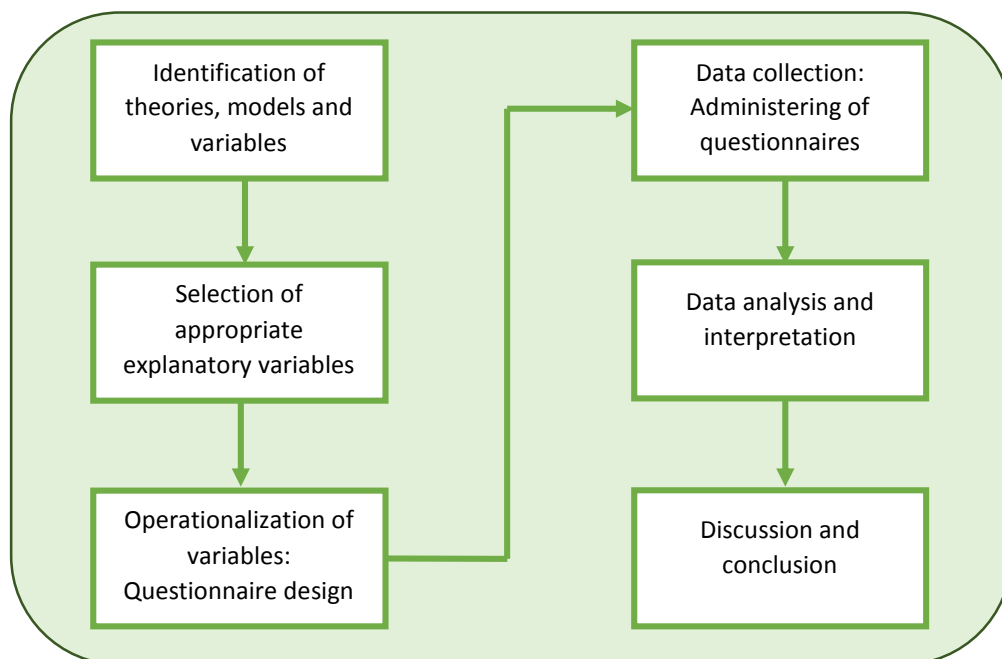 Identification of
theories, models and
variables
Selection of
appropriate
explanatory variables
Operationalization of
variables:
Questionnaire design
Data collection:
Administering of
questionnaires
Data analysis and
interpretation
Discussion and
conclusion